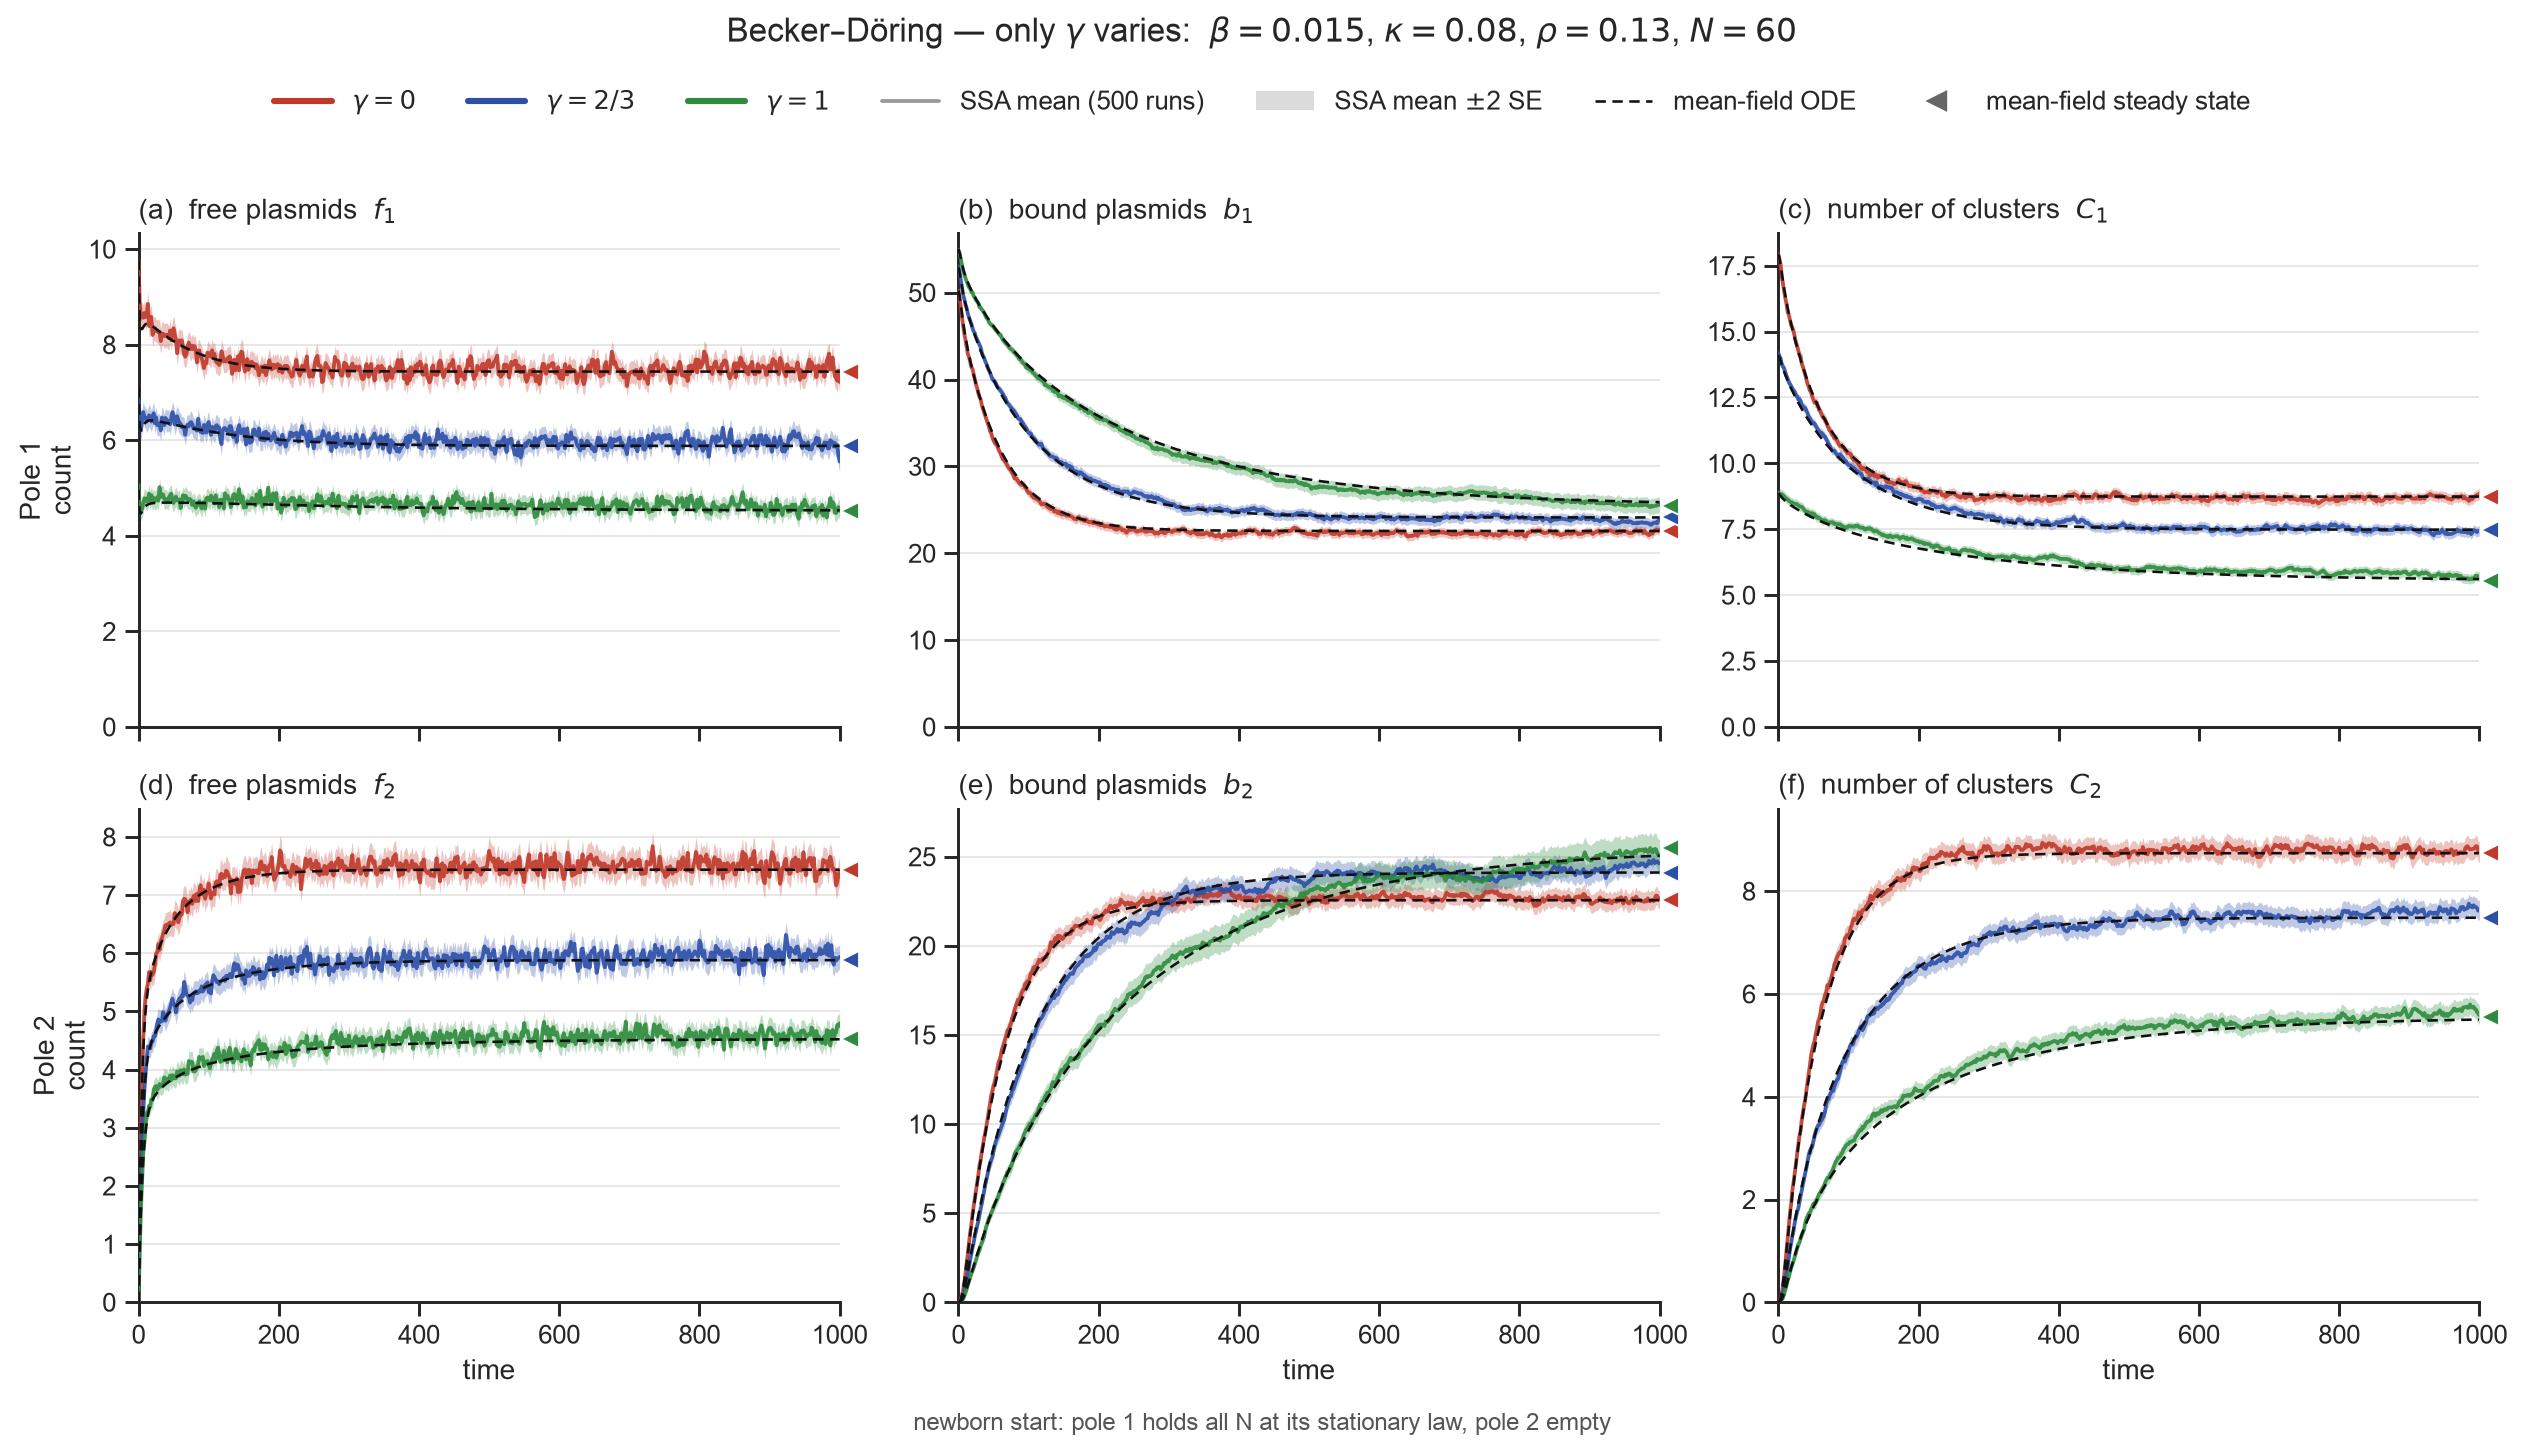 Becker–Döring — only γ varies: β = 0.015, κ = 0.08, ρ = 0.13, N = 60
γ = 0 γ = 2/3 γ = 1 SSA mean (500 runs) SSA mean ±2 SE mean-field ODE mean-field steady state
(a) free plasmids f₁
10
8
6
4
2
0
Pole 1
count
(b) bound plasmids b₁
50
40
30
20
10
0
(c) number of clusters C₁
17.5
15.0
12.5
10.0
7.5
5.0
2.5
0.0
(d) free plasmids f₂
8
7
6
5
4
3
2
1
0
Pole 2
count
0 200 400 600 800 1000
time
(e) bound plasmids b₂
25
20
15
10
5
0
0 200 400 600 800 1000
time
(f) number of clusters C₂
8
6
4
2
0
0 200 400 600 800 1000
time
newborn start: pole 1 holds all N at its stationary law, pole 2 empty